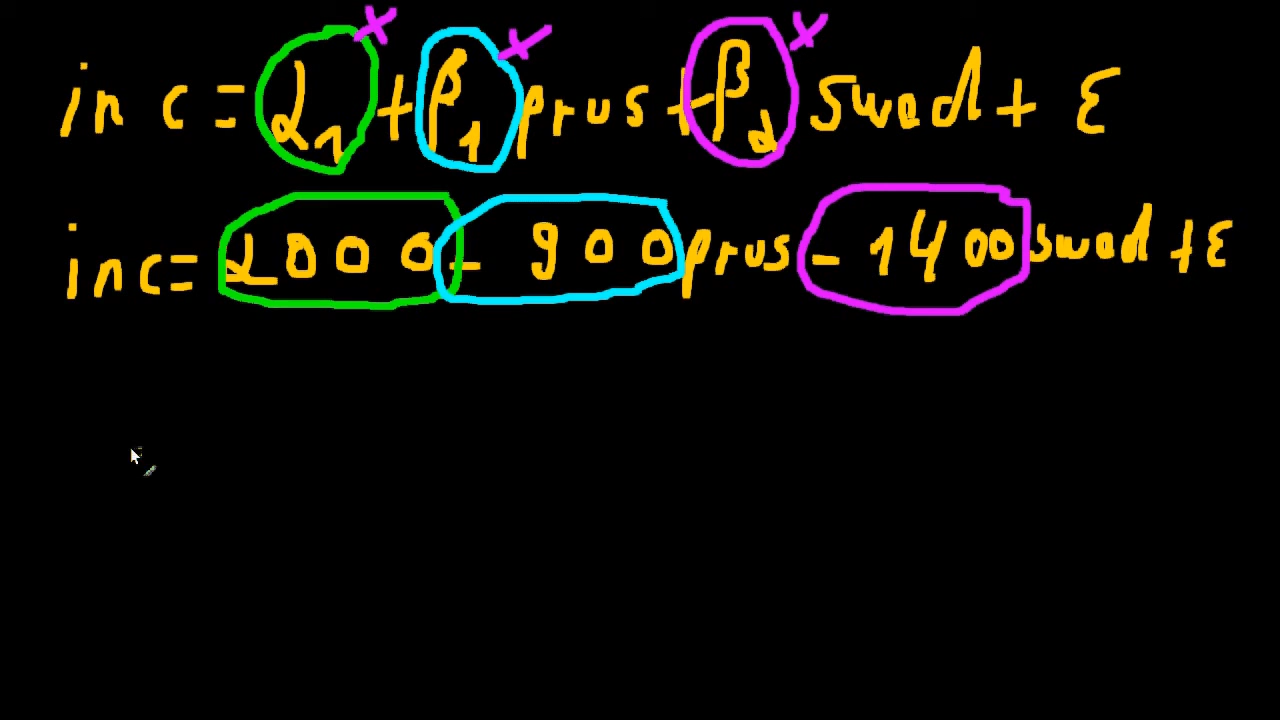 inc = α₁ + β₁ prus + β₂ swed + ε
inc = 2000 - 900 prus - 1400 swed + ε